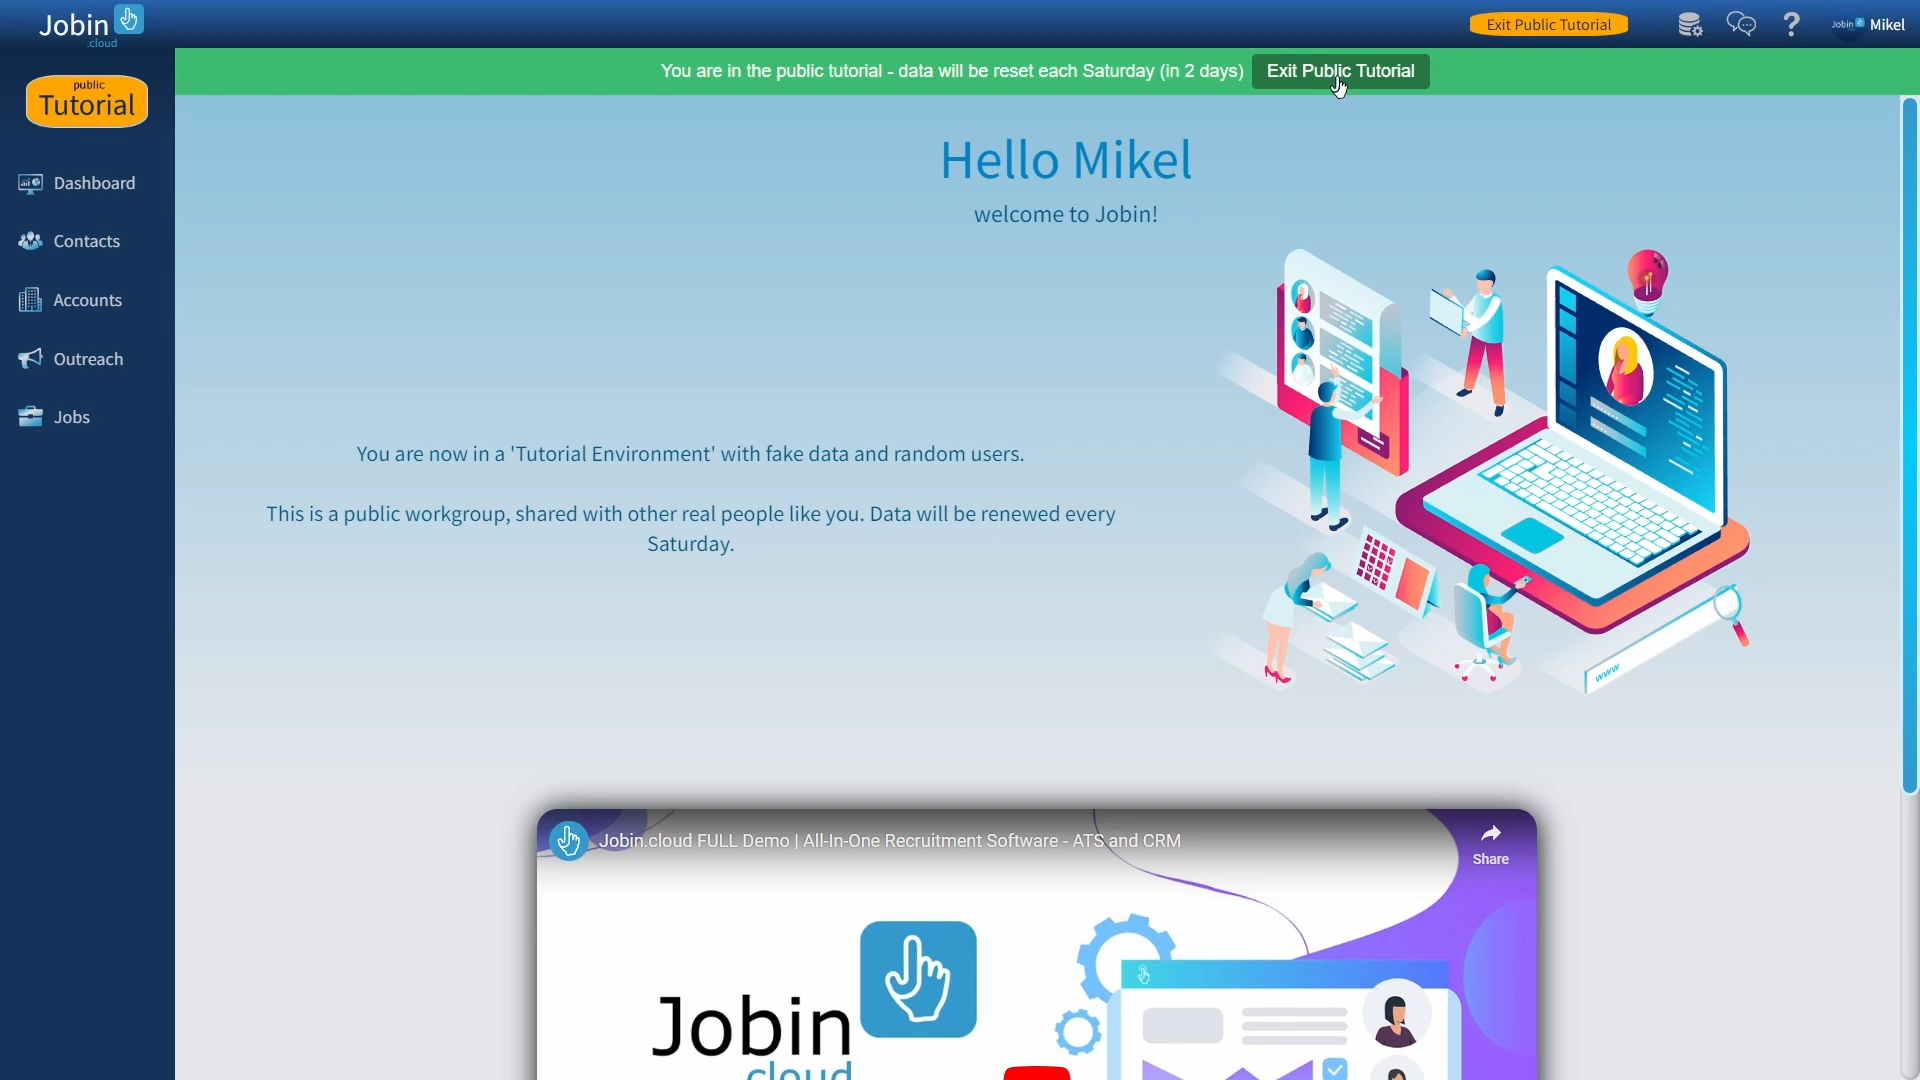 Jobin
.cloud
Exit Public Tutorial
Jobin
Mikel
public
Tutorial
You are in the public tutorial - data will be reset each Saturday (in 2 days)
Exit Public Tutorial
Dashboard
Contacts
Accounts
Outreach
Jobs
Hello Mikel
welcome to Jobin!
You are now in a 'Tutorial Environment' with fake data and random users.
This is a public workgroup, shared with other real people like you. Data will be renewed every
Saturday.
www
Jobin.cloud FULL Demo | All-In-One Recruitment Software - ATS and CRM
Share
Jobin
cloud